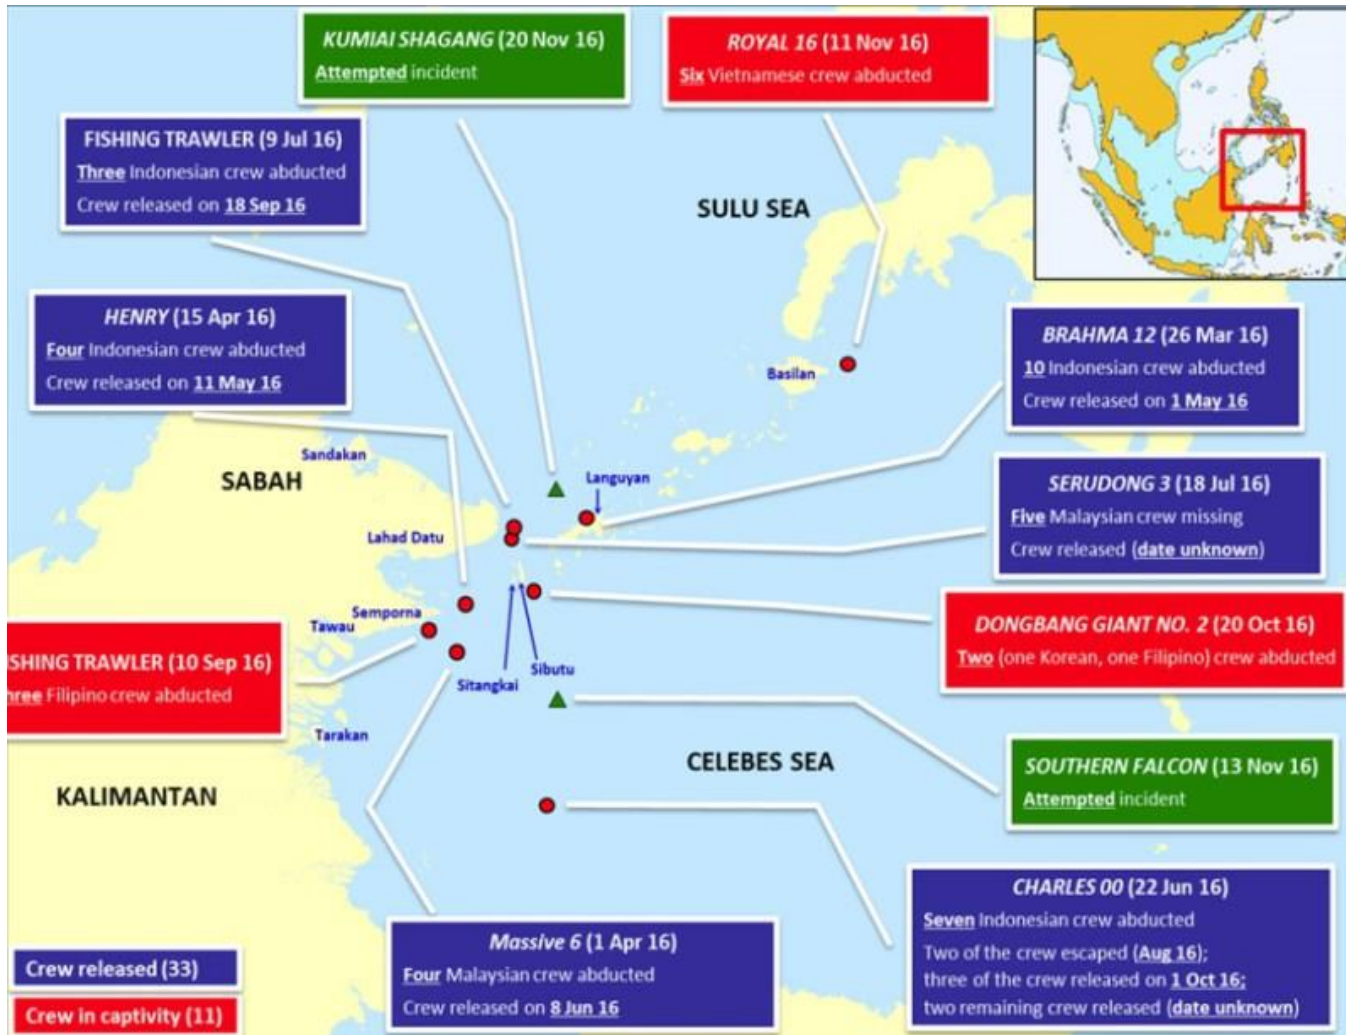 KUMIAI SHAGANG (20 Nov 16)
Attempted incident
ROYAL 16 (11 Nov 16)
Six Vietnamese crew abducted
FISHING TRAWLER (9 Jul 16)
Three Indonesian crew abducted
Crew released on 18 Sep 16
SULU SEA
HENRY (15 Apr 16)
Four Indonesian crew abducted
Crew released on 11 May 16
BRAHMA 12 (26 Mar 16)
10 Indonesian crew abducted
Crew released on 1 May 16
Basilan
Sandakan
SABAH
Languyan
Lahad Datu
SERUDONG 3 (18 Jul 16)
Five Malaysian crew missing
Crew released (date unknown)
Semporna
Tawau
Sitangkai
Sibutu
DONGBANG GIANT NO. 2 (20 Oct 16)
Two (one Korean, one Filipino) crew abducted
ISHING TRAWLER (10 Sep 16)
hree Filipino crew abducted
Tarakan
CELEBES SEA
KALIMANTAN
SOUTHERN FALCON (13 Nov 16)
Attempted incident
CHARLES 00 (22 Jun 16)
Seven Indonesian crew abducted
Two of the crew escaped (Aug 16);
three of the crew released on 1 Oct 16;
two remaining crew released (date unknown)
Massive 6 (1 Apr 16)
Four Malaysian crew abducted
Crew released on 8 Jun 16
Crew released (33)
Crew in captivity (11)